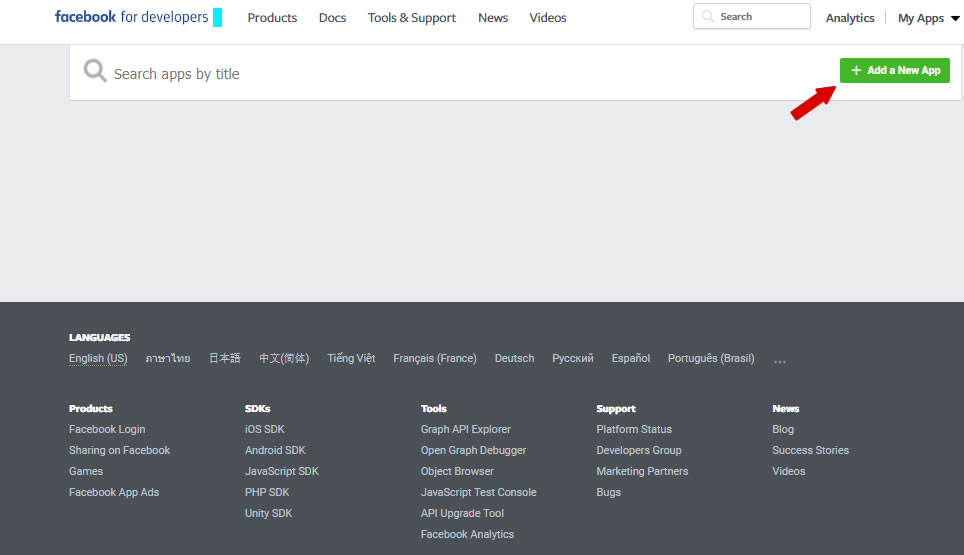 facebook for developers Products Docs Tools & Support News Videos Search Analytics My Apps
Search apps by title + Add a New App
LANGUAGES
English (US) ภาษาไทย 日本語 中文(简体) Tiếng Việt Français (France) Deutsch Русский Español Português (Brasil) ...
Products SDKs Tools Support News
Facebook Login iOS SDK Graph API Explorer Platform Status Blog
Sharing on Facebook Android SDK Open Graph Debugger Developers Group Success Stories
Games JavaScript SDK Object Browser Marketing Partners Videos
Facebook App Ads PHP SDK JavaScript Test Console Bugs
Unity SDK API Upgrade Tool
Facebook Analytics